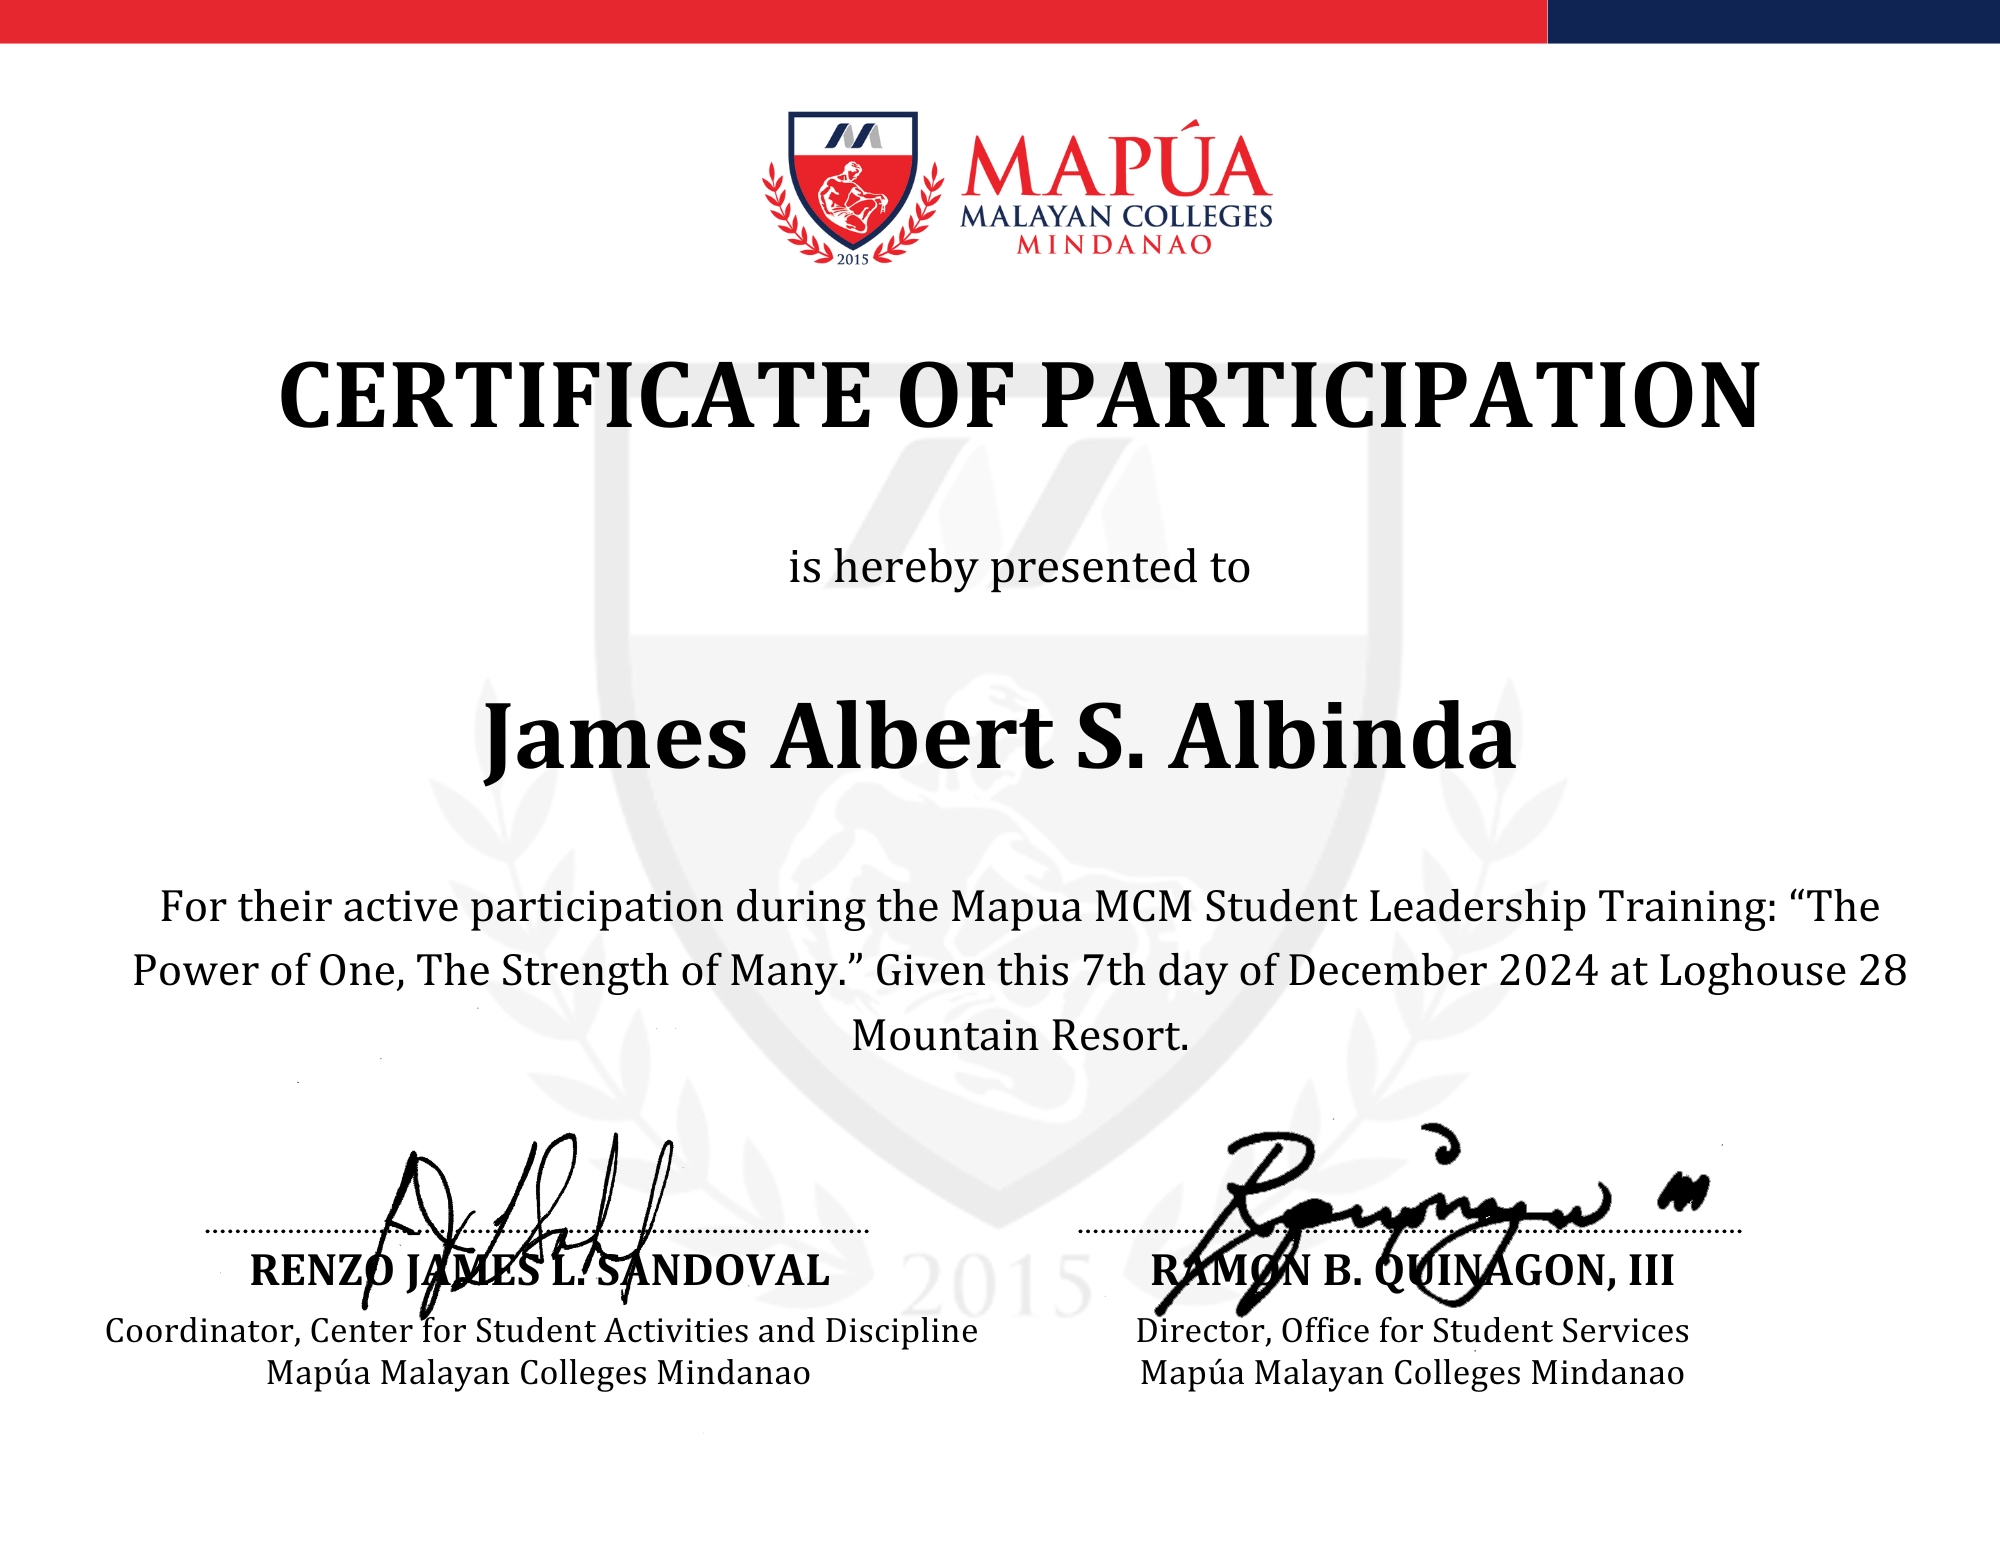 MAPÚA
MALAYAN COLLEGES
MINDANAO
2015
CERTIFICATE OF PARTICIPATION
is hereby presented to
James Albert S. Albinda
For their active participation during the Mapua MCM Student Leadership Training: “The
Power of One, The Strength of Many.” Given this 7th day of December 2024 at Loghouse 28
Mountain Resort.
RENZO JAMES L. SANDOVAL
Coordinator, Center for Student Activities and Discipline
Mapúa Malayan Colleges Mindanao
2015
RAMON B. QUINAGON, III
Director, Office for Student Services
Mapúa Malayan Colleges Mindanao